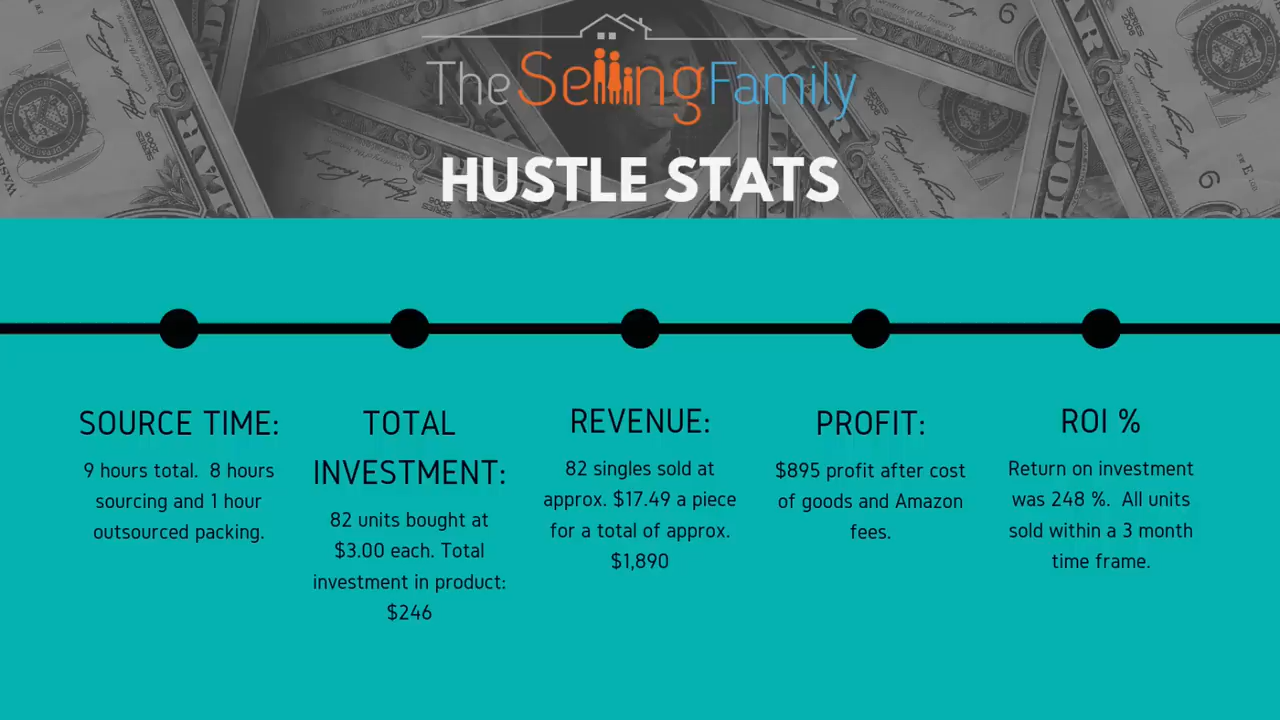 The Selling Family
HUSTLE STATS
SOURCE TIME:
9 hours total.  8 hours
sourcing and 1 hour
outsourced packing.
TOTAL
INVESTMENT:
82 units bought at
$3.00 each. Total
investment in product:
$246
REVENUE:
82 singles sold at
approx. $17.49 a piece
for a total of approx.
$1,890
PROFIT:
$895 profit after cost
of goods and Amazon
fees.
ROI %
Return on investment
was 248 %.  All units
sold within a 3 month
time frame.